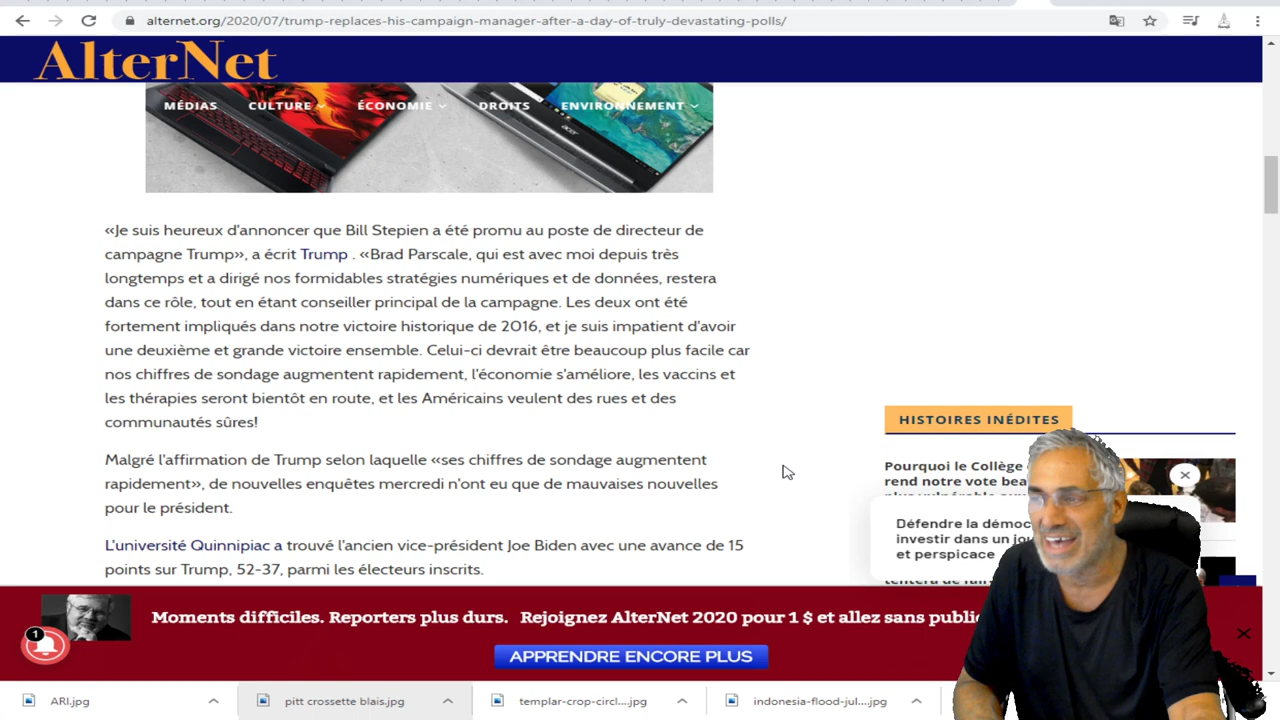 alternet.org/2020/07/trump-replaces-his-campaign-manager-after-a-day-of-truly-devastating-polls/
AlterNet
MÉDIAS CULTURE ÉCONOMIE DROITS ENVIRONNEMENT
acer
«Je suis heureux d'annoncer que Bill Stepien a été promu au poste de directeur de
campagne Trump», a écrit Trump . «Brad Parscale, qui est avec moi depuis très
longtemps et a dirigé nos formidables stratégies numériques et de données, restera
dans ce rôle, tout en étant conseiller principal de la campagne. Les deux ont été
fortement impliqués dans notre victoire historique de 2016, et je suis impatient d'avoir
une deuxième et grande victoire ensemble. Celui-ci devrait être beaucoup plus facile car
nos chiffres de sondage augmentent rapidement, l'économie s'améliore, les vaccins et
les thérapies seront bientôt en route, et les Américains veulent des rues et des
communautés sûres!
Malgré l'affirmation de Trump selon laquelle «ses chiffres de sondage augmentent
rapidement», de nouvelles enquêtes mercredi n'ont eu que de mauvaises nouvelles
pour le président.
L'université Quinnipiac a trouvé l'ancien vice-président Joe Biden avec une avance de 15
points sur Trump, 52-37, parmi les électeurs inscrits.
HISTOIRES INÉDITES
Pourquoi le Collège
rend notre vote
Défendre la
investir dans un
et perspicace
Moments difficiles. Reporters plus durs. Rejoignez AlterNet 2020 pour 1 $ et allez sans
APPRENDRE ENCORE PLUS
1
ARI.jpg
pitt crossette blais.jpg
templar-crop-circl....jpg
indonesia-flood-jul....jpg